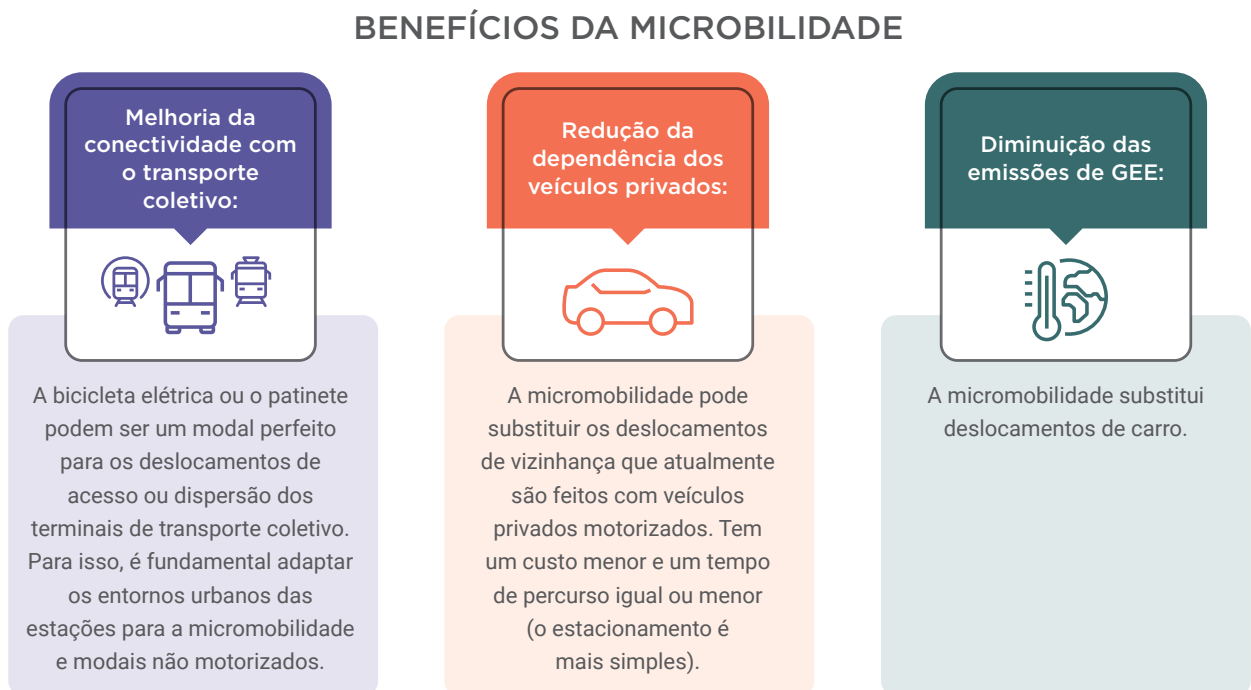 BENEFÍCIOS DA MICROBILIDADE
Melhoria da
conectividade com
o transporte
coletivo:
A bicicleta elétrica ou o patinete
podem ser um modal perfeito
para os deslocamentos de
acesso ou dispersão dos
terminais de transporte coletivo.
Para isso, é fundamental adaptar
os entornos urbanos das
estações para a micromobilidade
e modais não motorizados.
Redução da
dependência dos
veículos privados:
A micromobilidade pode
substituir os deslocamentos
de vizinhança que atualmente
são feitos com veículos
privados motorizados. Tem
um custo menor e um tempo
de percurso igual ou menor
(o estacionamento é
mais simples).
Diminuição das
emissões de GEE:
A micromobilidade substitui
deslocamentos de carro.